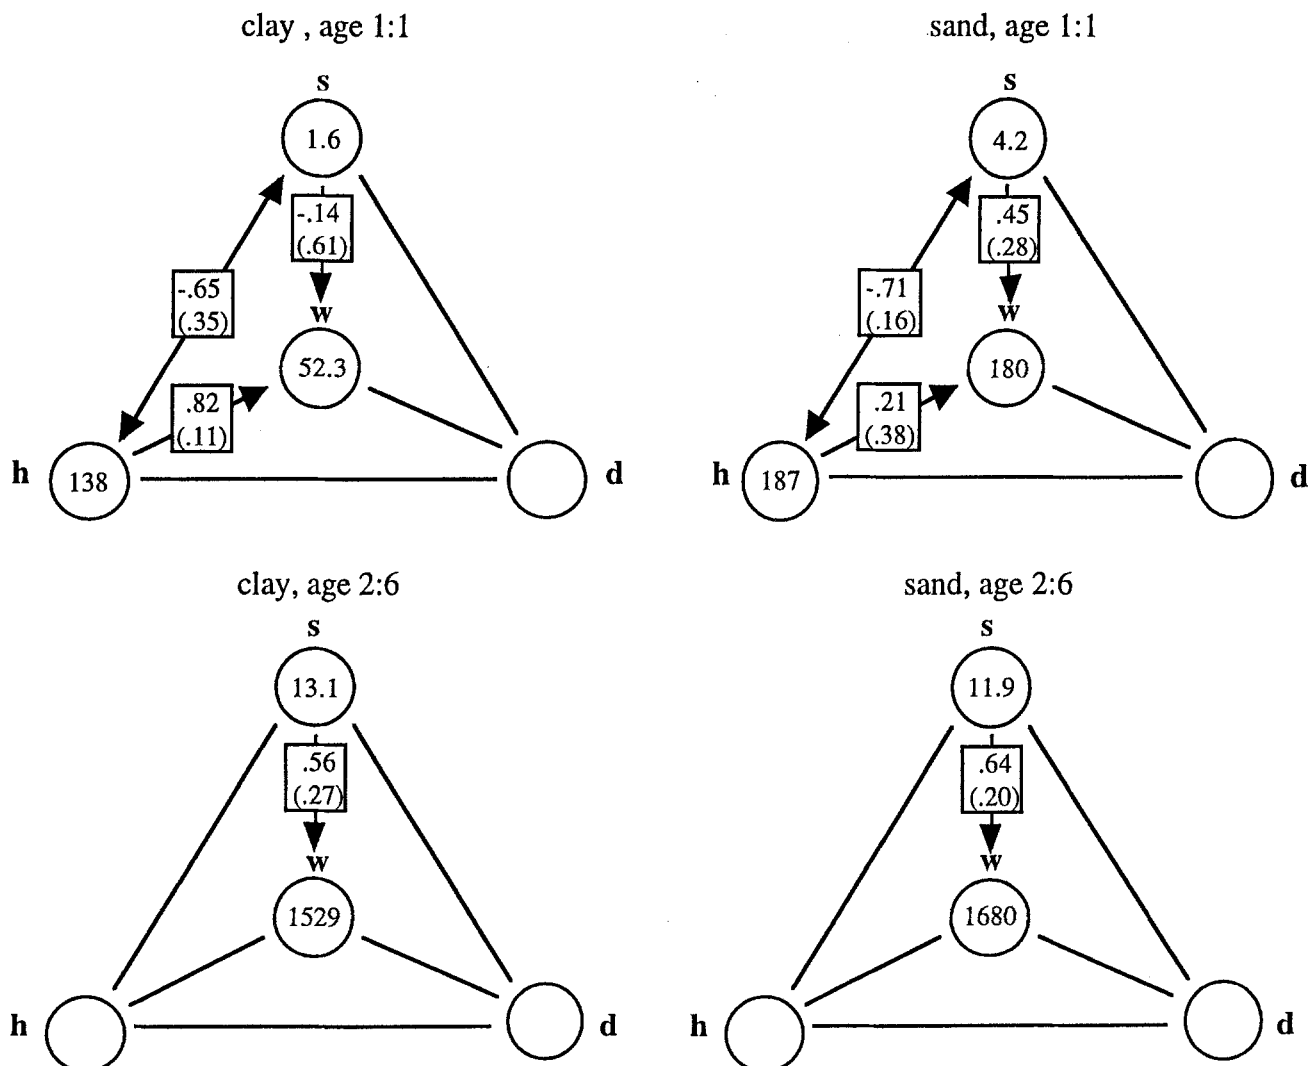 clay , age 1:1
s
1.6
-.14
(.61)
-.65
(.35)
w
52.3
.82
(.11)
h
138
d
sand, age 1:1
s
4.2
.45
(.28)
-.71
(.16)
w
180
.21
(.38)
h
187
d
clay, age 2:6
s
13.1
.56
(.27)
w
1529
h
d
sand, age 2:6
s
11.9
.64
(.20)
w
1680
h
d